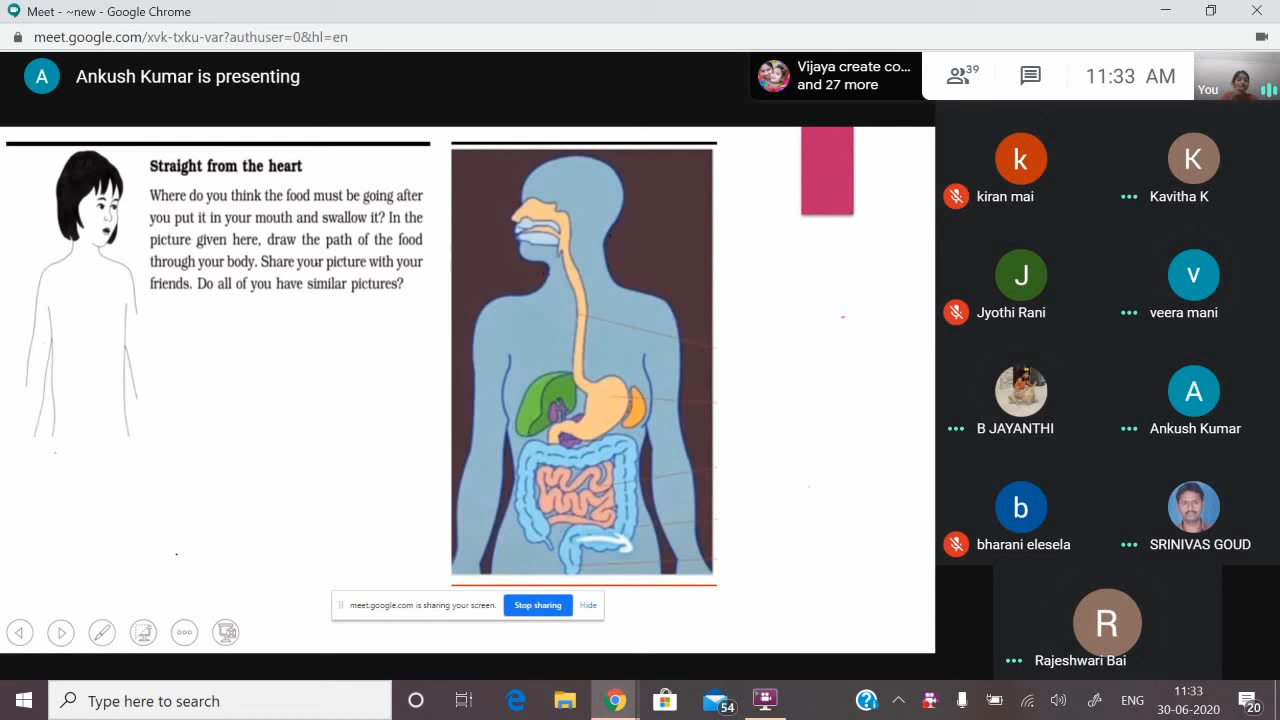 Meet - ~new - Google Chrome
meet.google.com/xvk-txku-var?authuser=0&hl=en
A
Ankush Kumar is presenting
Vijaya create co...
and 27 more
39
11:33 AM
You
Straight from the heart
Where do you think the food must be going after
you put it in your mouth and swallow it? In the
picture given here, draw the path of the food
through your body. Share your picture with your
friends. Do all of you have similar pictures?
k
kiran mai
K
Kavitha K
J
Jyothi Rani
v
veera mani
B JAYANTHI
A
Ankush Kumar
b
bharani elesela
SRINIVAS GOUD
R
Rajeshwari Bai
meet.google.com is sharing your screen.
Stop sharing
Hide
Type here to search
54
ENG
11:33
30-06-2020
20